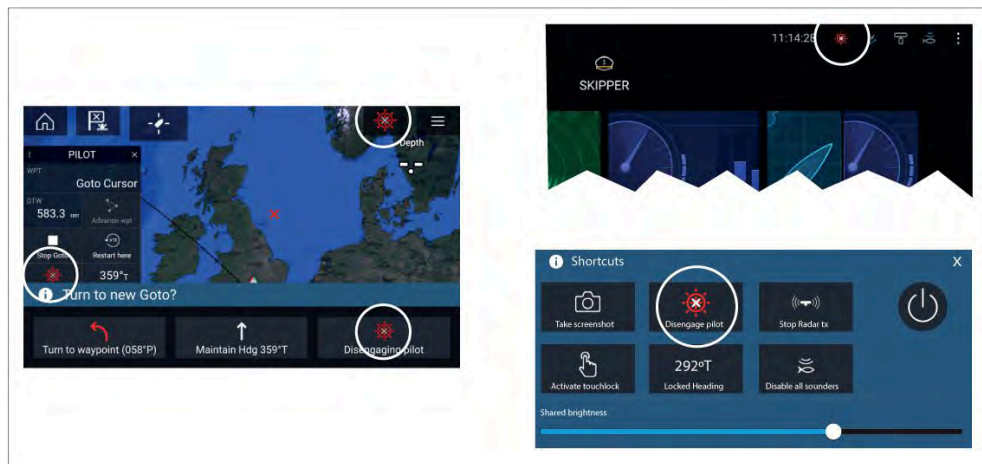 Depth
--.-
PILOT
WPT
Goto Cursor
DTW
583.3 nm
Advance wpt
Stop Goto
Restart here
359°T
Turn to new Goto?
Turn to waypoint (058°P)
Maintain Hdg 359°T
Disengaging pilot
11:14:28
SKIPPER
Shortcuts
X
Take screenshot
Disengage pilot
Stop Radar tx
Activate touchlock
292°T
Locked Heading
Disable all sounders
Shared brightness